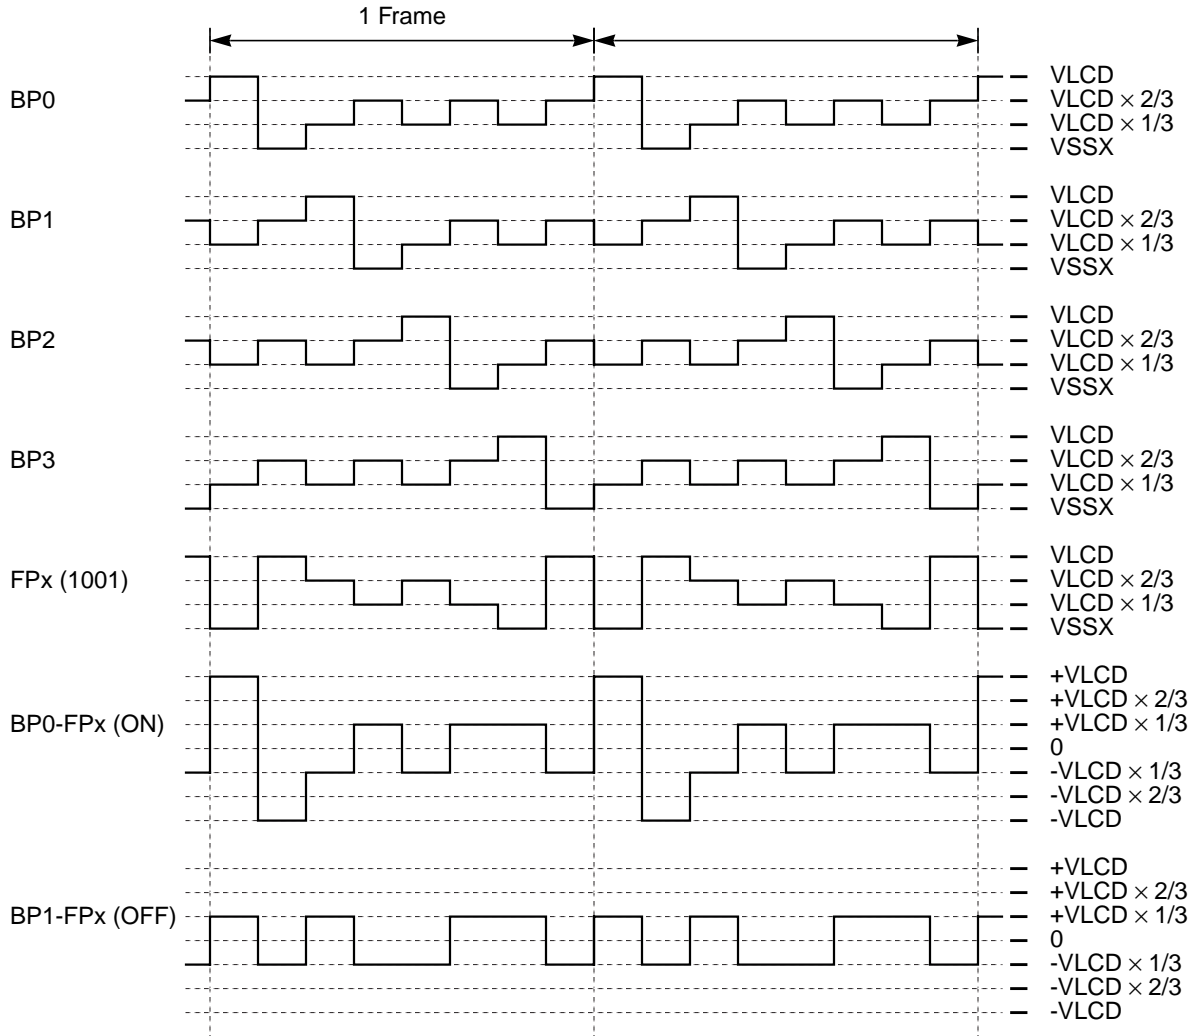 1 Frame
BP0
VLCD
VLCD × 2/3
VLCD × 1/3
VSSX
BP1
VLCD
VLCD × 2/3
VLCD × 1/3
VSSX
BP2
VLCD
VLCD × 2/3
VLCD × 1/3
VSSX
BP3
VLCD
VLCD × 2/3
VLCD × 1/3
VSSX
FPx (1001)
VLCD
VLCD × 2/3
VLCD × 1/3
VSSX
BP0-FPx (ON)
+VLCD
+VLCD × 2/3
+VLCD × 1/3
0
-VLCD × 1/3
-VLCD × 2/3
-VLCD
BP1-FPx (OFF)
+VLCD
+VLCD × 2/3
+VLCD × 1/3
0
-VLCD × 1/3
-VLCD × 2/3
-VLCD